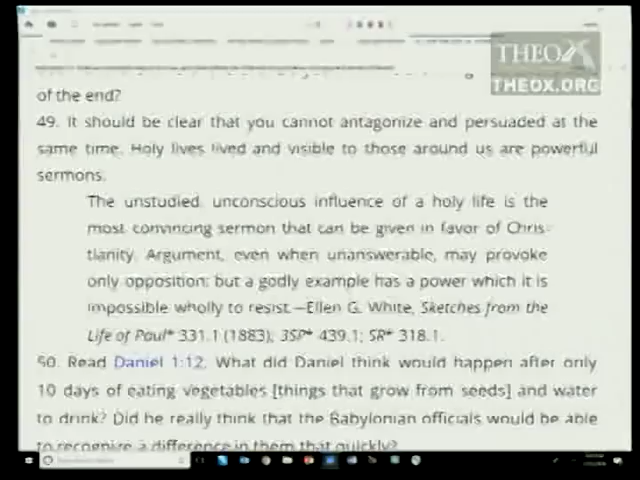 THEOX
THEOX.ORG
of the end?
49. It should be clear that you cannot antagonize and persuaded at the
same time. Holy lives lived and visible to those around us are powerful
sermons.
The unstudied, unconscious influence of a holy life is the
most convincing sermon that can be given in favor of Chris-
tianity. Argument, even when unanswerable, may provoke
only opposition; but a godly example has a power which it is
impossible wholly to resist.—Ellen G. White, Sketches from the
Life of Paul* 331.1 (1883); 3SP* 439.1; SR* 318.1.
50. Read Daniel 1:12. What did Daniel think would happen after only
10 days of eating vegetables [things that grow from seeds] and water
to drink? Did he really think that the Babylonian officials would be able
to recognize a difference in them that quickly?